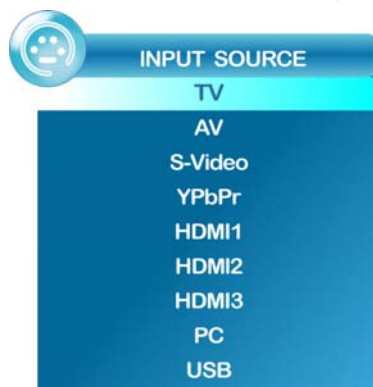 INPUT SOURCE
TV
AV
S-Video
YPbPr
HDMI1
HDMI2
HDMI3
PC
USB